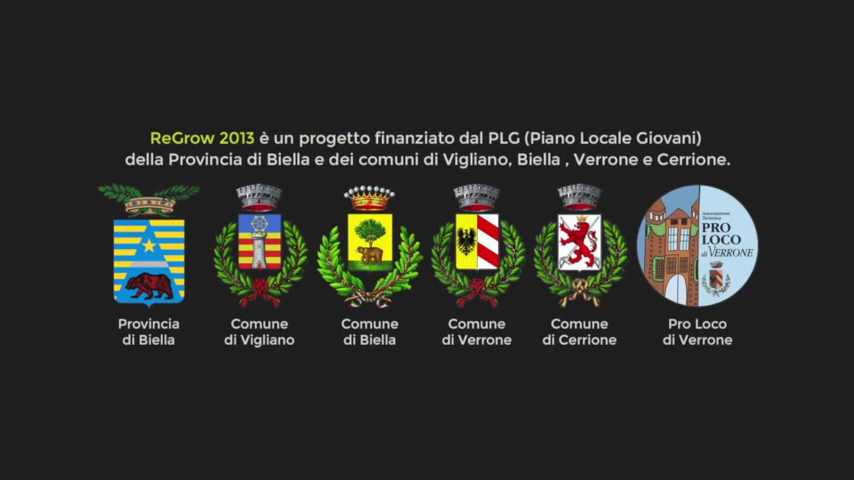 ReGrow 2013 è un progetto finanziato dal PLG (Piano Locale Giovani)
della Provincia di Biella e dei comuni di Vigliano, Biella , Verrone e Cerrione.
Associazione
Turistica
PRO
LOCO
di VERRONE
Provincia
di Biella
Comune
di Vigliano
Comune
di Biella
Comune
di Verrone
Comune
di Cerrione
Pro Loco
di Verrone